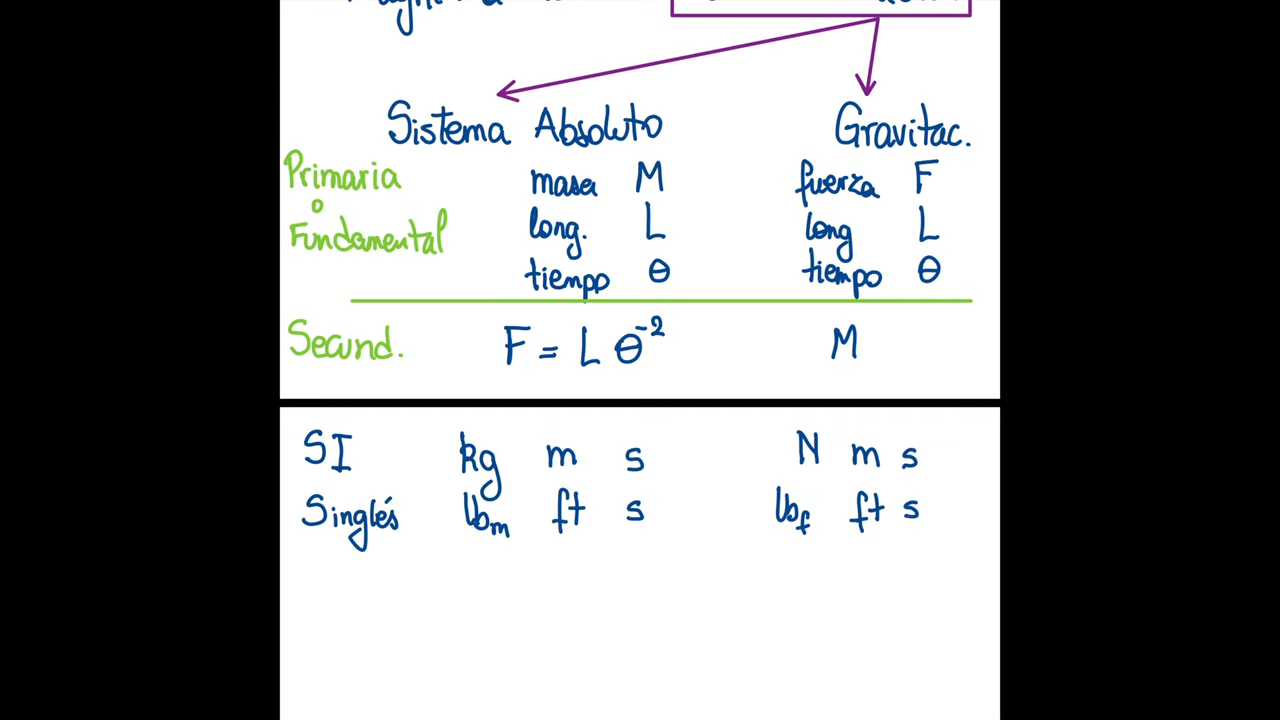 Sistema Absoluto Gravitac.
Primaria masa M fuerza F
o
Fundamental long. L long L
tiempo θ tiempo θ
Secund. F = L θ⁻² M
SI kg m s N m s
Singlés lbm ft s lbf ft s